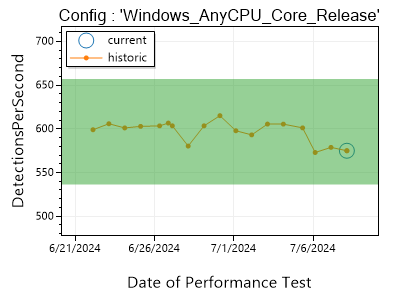 Config : 'Windows_AnyCPU_Core_Release'
current
historic
DetectionsPerSecond
700
650
600
550
500
6/21/2024
6/26/2024
7/1/2024
7/6/2024
Date of Performance Test